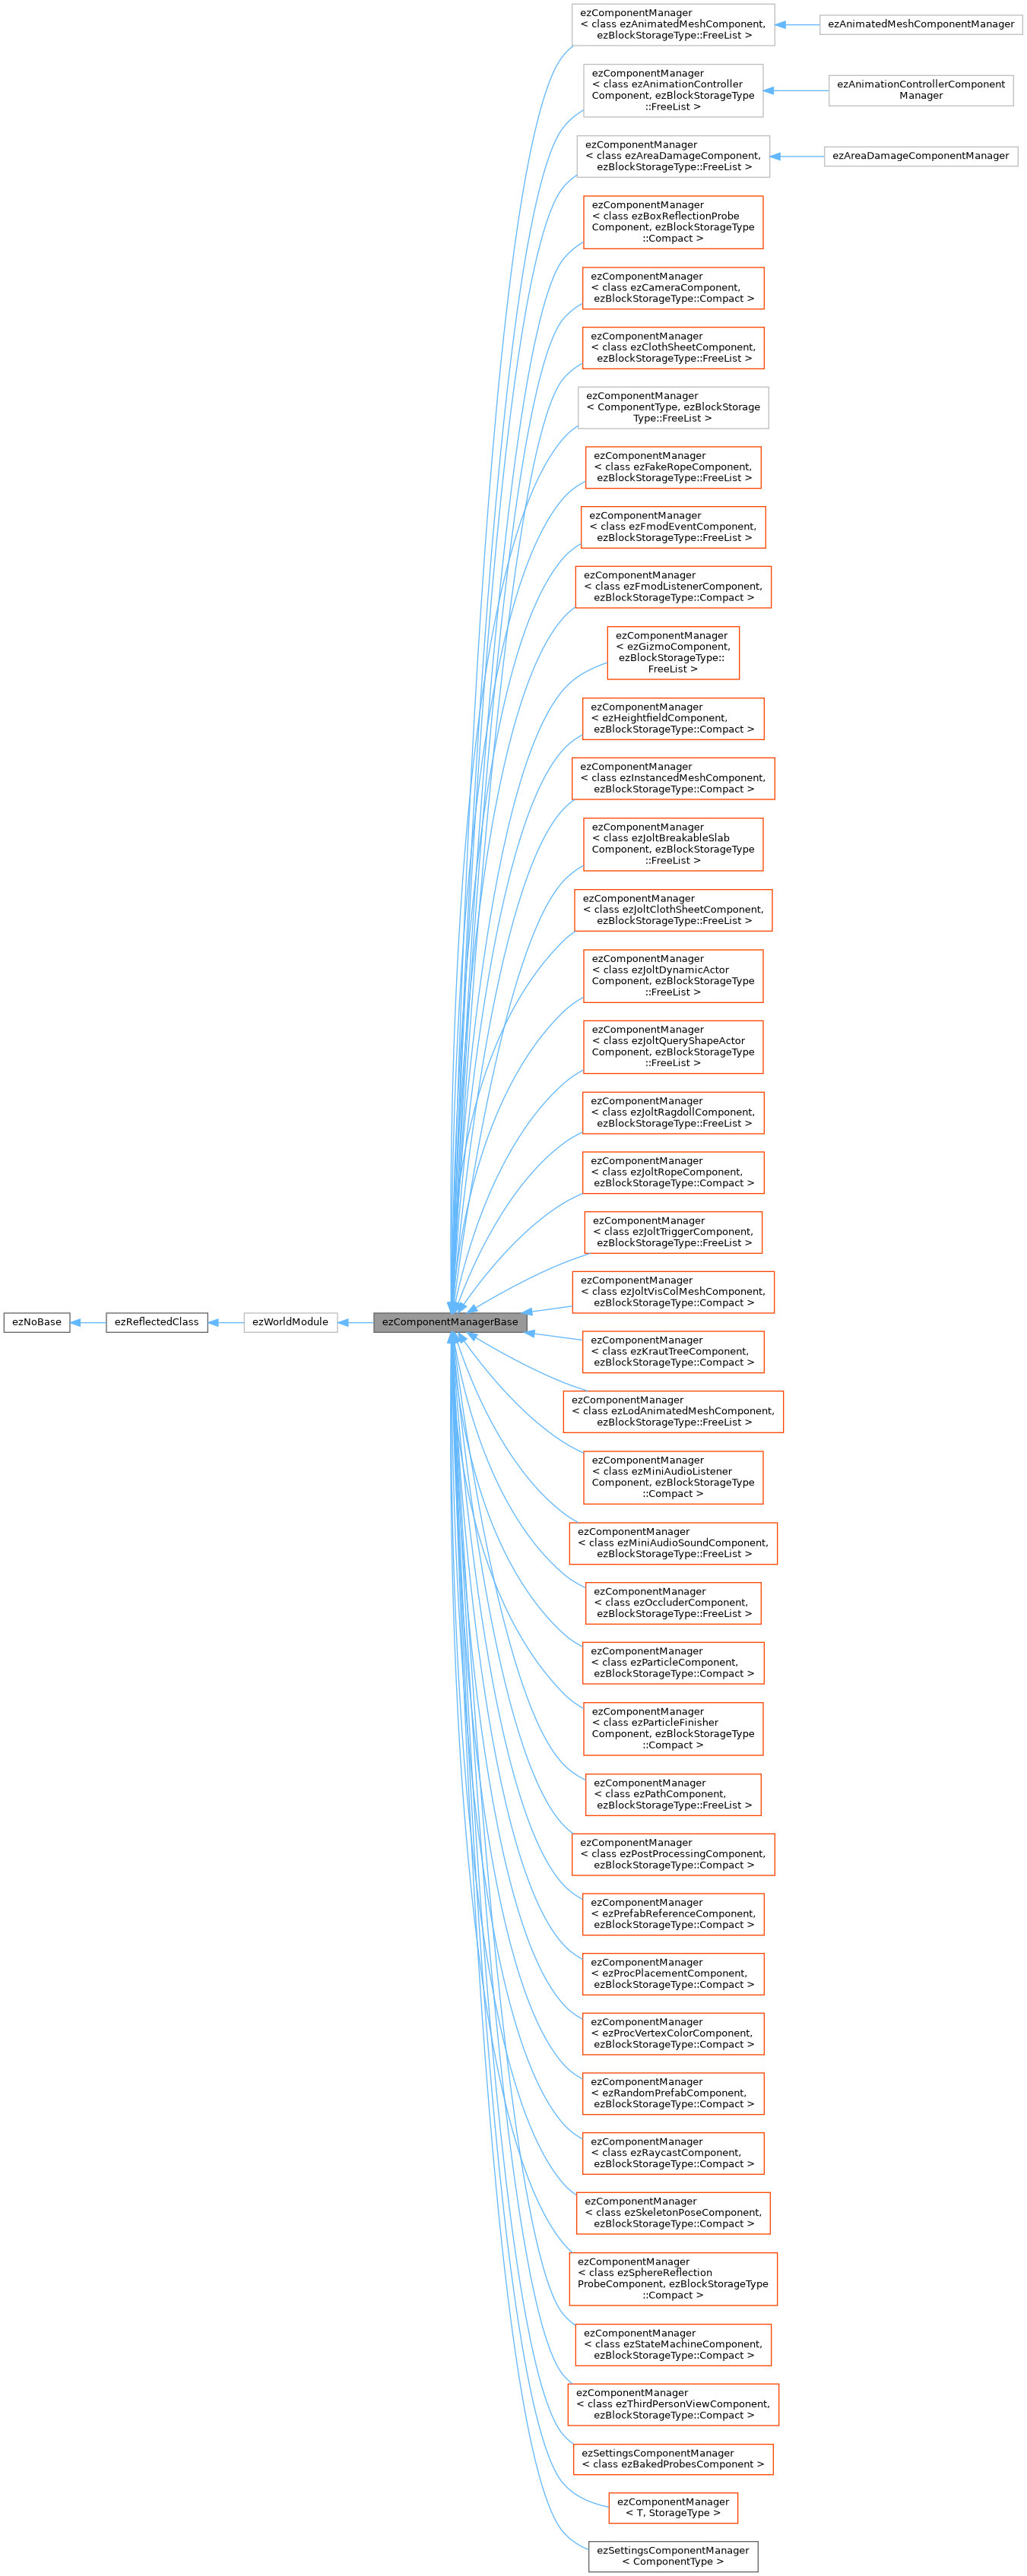 ezComponentManager
< class ezAnimatedMeshComponent,
ezBlockStorageType::FreeList >
ezAnimatedMeshComponentManager
ezComponentManager
< class ezAnimationController
Component, ezBlockStorageType
::FreeList >
ezAnimationControllerComponent
Manager
ezComponentManager
< class ezAreaDamageComponent,
ezBlockStorageType::FreeList >
ezAreaDamageComponentManager
ezComponentManager
< class ezBoxReflectionProbe
Component, ezBlockStorageType
::Compact >
ezComponentManager
< class ezCameraComponent,
ezBlockStorageType::Compact >
ezComponentManager
< class ezClothSheetComponent,
ezBlockStorageType::FreeList >
ezComponentManager
< ComponentType, ezBlockStorage
Type::FreeList >
ezComponentManager
< class ezFakeRopeComponent,
ezBlockStorageType::FreeList >
ezComponentManager
< class ezFmodEventComponent,
ezBlockStorageType::FreeList >
ezComponentManager
< class ezFmodListenerComponent,
ezBlockStorageType::Compact >
ezComponentManager
< ezGizmoComponent,
ezBlockStorageType::
FreeList >
ezComponentManager
< ezHeightfieldComponent,
ezBlockStorageType::Compact >
ezComponentManager
< class ezInstancedMeshComponent,
ezBlockStorageType::Compact >
ezComponentManager
< class ezJoltBreakableSlab
Component, ezBlockStorageType
::FreeList >
ezComponentManager
< class ezJoltClothSheetComponent,
ezBlockStorageType::FreeList >
ezComponentManager
< class ezJoltDynamicActor
Component, ezBlockStorageType
::FreeList >
ezComponentManager
< class ezJoltQueryShapeActor
Component, ezBlockStorageType
::FreeList >
ezComponentManager
< class ezJoltRagdollComponent,
ezBlockStorageType::FreeList >
ezComponentManager
< class ezJoltRopeComponent,
ezBlockStorageType::Compact >
ezComponentManager
< class ezJoltTriggerComponent,
ezBlockStorageType::FreeList >
ezComponentManager
< class ezJoltVisColMeshComponent,
ezBlockStorageType::Compact >
ezNoBase
ezReflectedClass
ezWorldModule
ezComponentManagerBase
ezComponentManager
< class ezKrautTreeComponent,
ezBlockStorageType::Compact >
ezComponentManager
< class ezLodAnimatedMeshComponent,
ezBlockStorageType::FreeList >
ezComponentManager
< class ezMiniAudioListener
Component, ezBlockStorageType
::Compact >
ezComponentManager
< class ezMiniAudioSoundComponent,
ezBlockStorageType::FreeList >
ezComponentManager
< class ezOccluderComponent,
ezBlockStorageType::FreeList >
ezComponentManager
< class ezParticleComponent,
ezBlockStorageType::Compact >
ezComponentManager
< class ezParticleFinisher
Component, ezBlockStorageType
::Compact >
ezComponentManager
< class ezPathComponent,
ezBlockStorageType::FreeList >
ezComponentManager
< class ezPostProcessingComponent,
ezBlockStorageType::Compact >
ezComponentManager
< ezPrefabReferenceComponent,
ezBlockStorageType::Compact >
ezComponentManager
< ezProcPlacementComponent,
ezBlockStorageType::Compact >
ezComponentManager
< ezProcVertexColorComponent,
ezBlockStorageType::Compact >
ezComponentManager
< ezRandomPrefabComponent,
ezBlockStorageType::Compact >
ezComponentManager
< class ezRaycastComponent,
ezBlockStorageType::Compact >
ezComponentManager
< class ezSkeletonPoseComponent,
ezBlockStorageType::Compact >
ezComponentManager
< class ezSphereReflection
ProbeComponent, ezBlockStorageType
::Compact >
ezComponentManager
< class ezStateMachineComponent,
ezBlockStorageType::Compact >
ezComponentManager
< class ezThirdPersonViewComponent,
ezBlockStorageType::Compact >
ezSettingsComponentManager
< class ezBakedProbesComponent >
ezComponentManager
< T, StorageType >
ezSettingsComponentManager
< ComponentType >